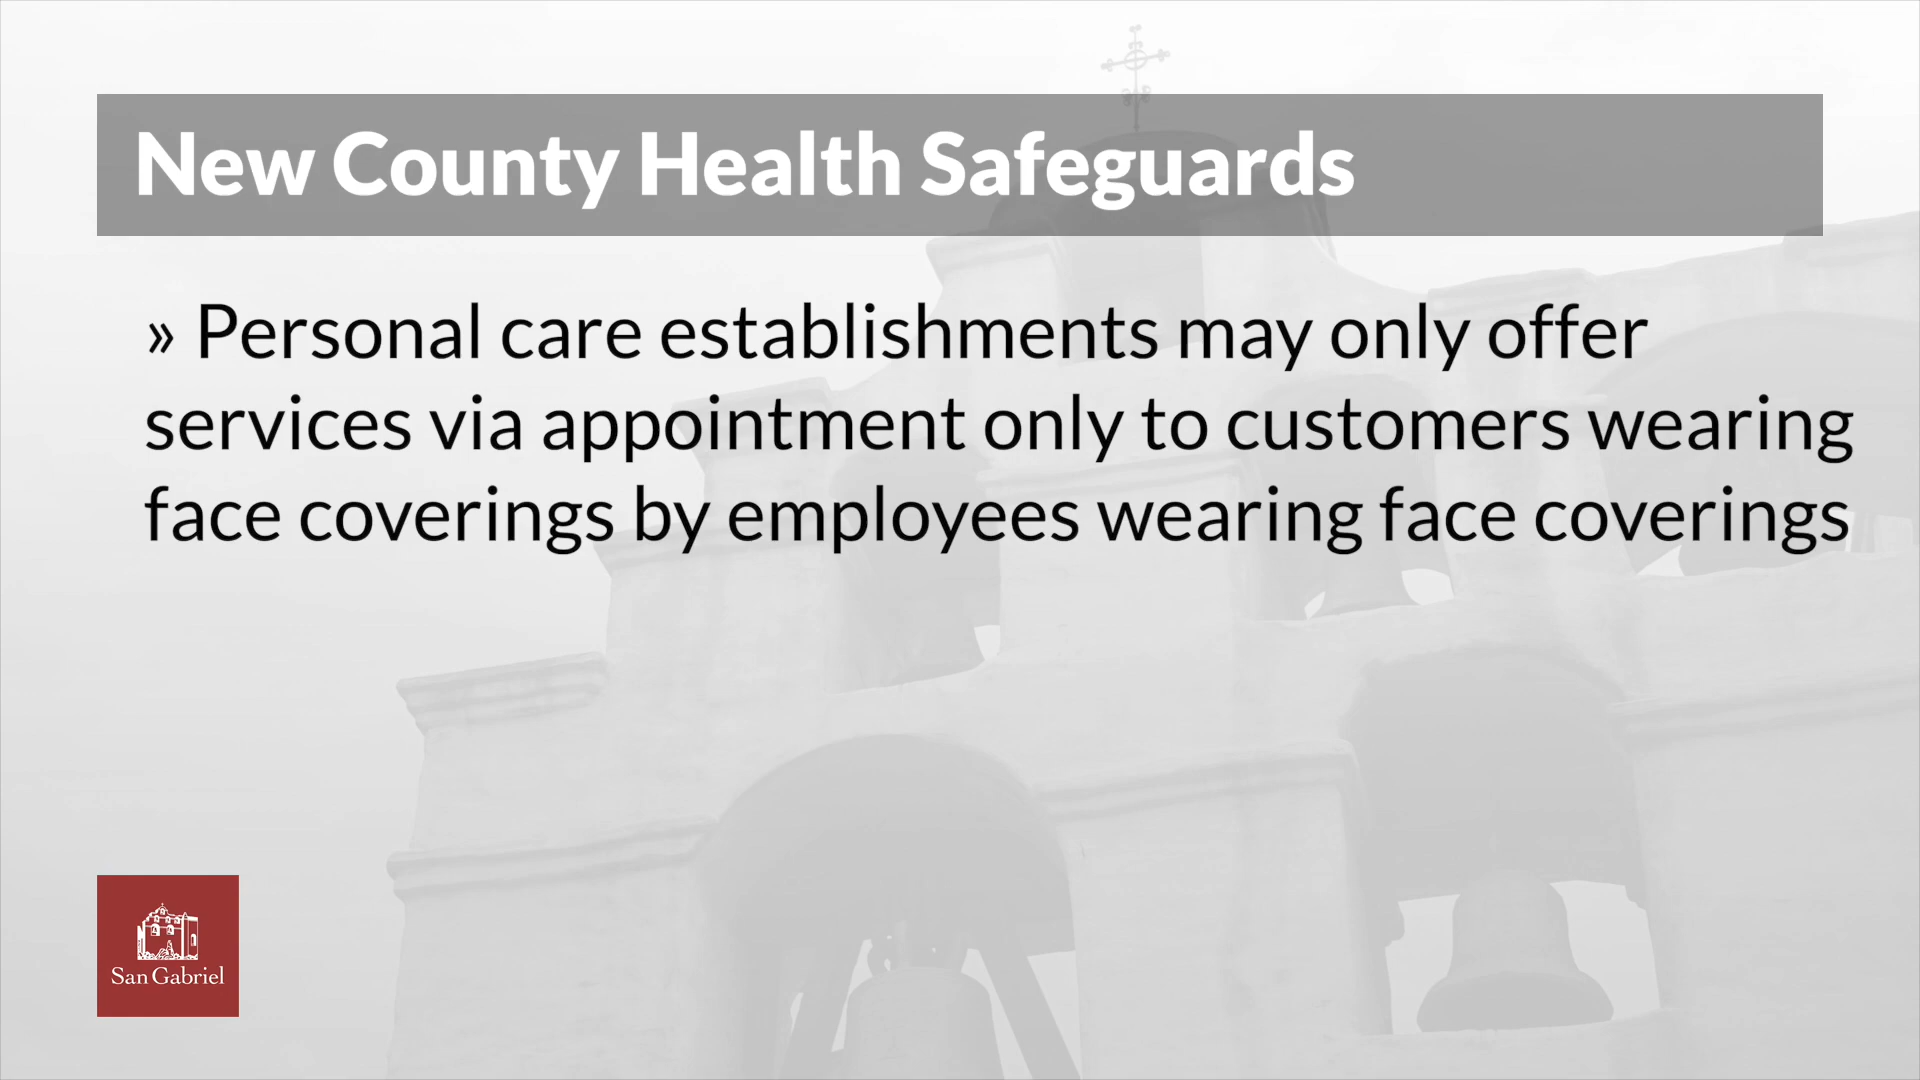 New County Health Safeguards
» Personal care establishments may only offer
services via appointment only to customers wearing
face coverings by employees wearing face coverings
San Gabriel